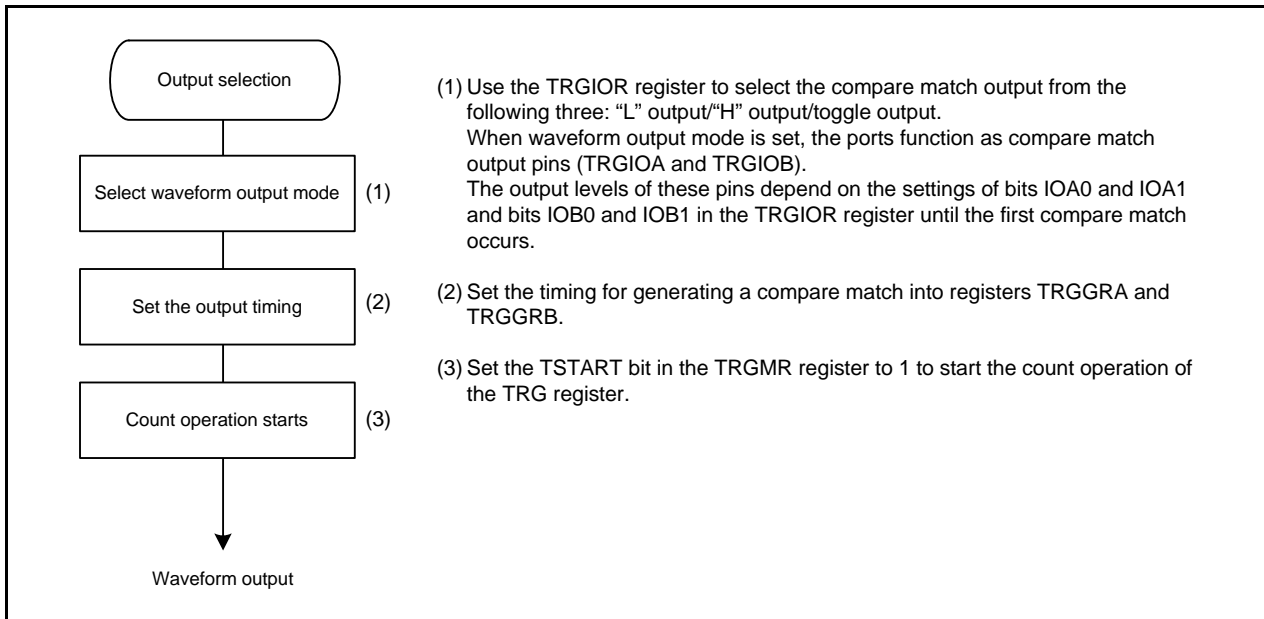 Output selection
Select waveform output mode
(1)
Set the output timing
(2)
Count operation starts
(3)
Waveform output
(1) Use the TRGIOR register to select the compare match output from the
following three: “L” output/“H” output/toggle output.
When waveform output mode is set, the ports function as compare match
output pins (TRGIOA and TRGIOB).
The output levels of these pins depend on the settings of bits IOA0 and IOA1
and bits IOB0 and IOB1 in the TRGIOR register until the first compare match
occurs.
(2) Set the timing for generating a compare match into registers TRGGRA and
TRGGRB.
(3) Set the TSTART bit in the TRGMR register to 1 to start the count operation of
the TRG register.